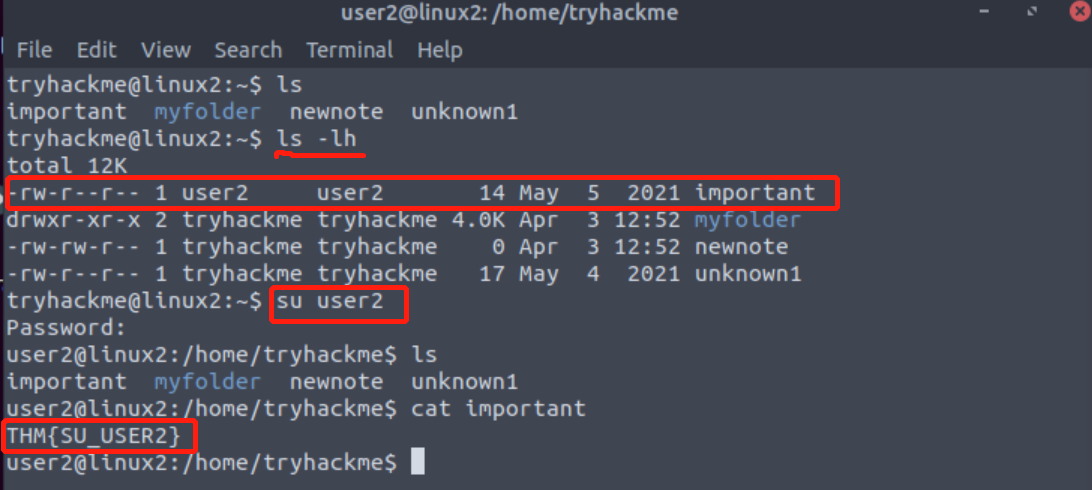 user2@linux2: /home/tryhackme
File Edit View Search Terminal Help
tryhackme@linux2:~$ ls
important  myfolder  newnote  unknown1
tryhackme@linux2:~$ ls -lh
total 12K
-rw-r--r-- 1 user2     user2       14 May  5  2021 important
drwxr-xr-x 2 tryhackme tryhackme 4.0K Apr  3 12:52 myfolder
-rw-rw-r-- 1 tryhackme tryhackme    0 Apr  3 12:52 newnote
-rw-r--r-- 1 tryhackme tryhackme   17 May  4  2021 unknown1
tryhackme@linux2:~$ su user2
Password:
user2@linux2:/home/tryhackme$ ls
important  myfolder  newnote  unknown1
user2@linux2:/home/tryhackme$ cat important
THM{SU_USER2}
user2@linux2:/home/tryhackme$